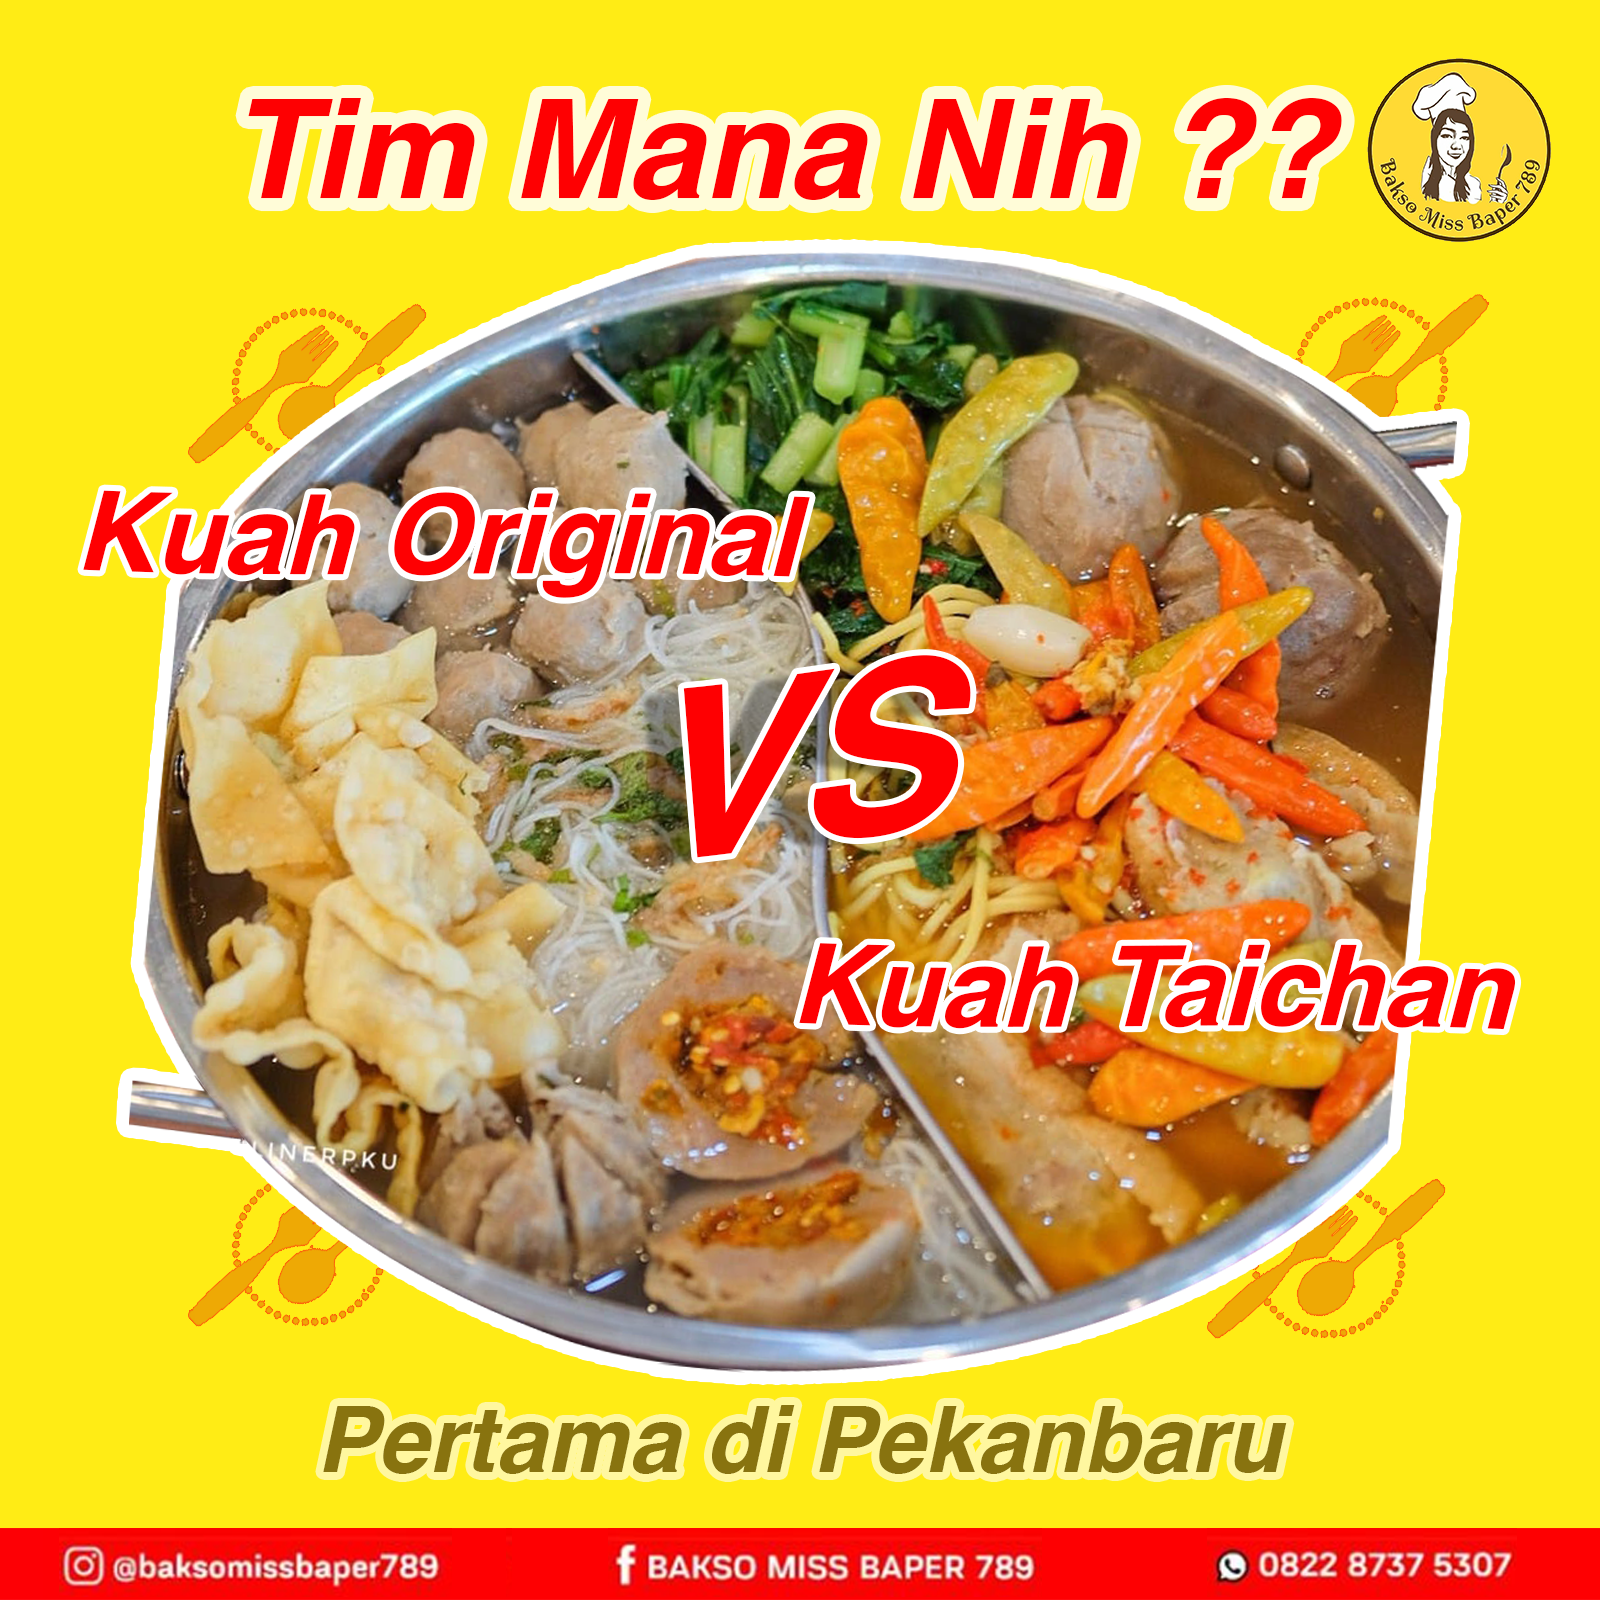 Tim Mana Nih ??
Bakso Miss Baper 789
Kuah Original
VS
Kuah Taichan
LINERPKU
Pertama di Pekanbaru
@baksomissbaper789
BAKSO MISS BAPER 789
0822 8737 5307